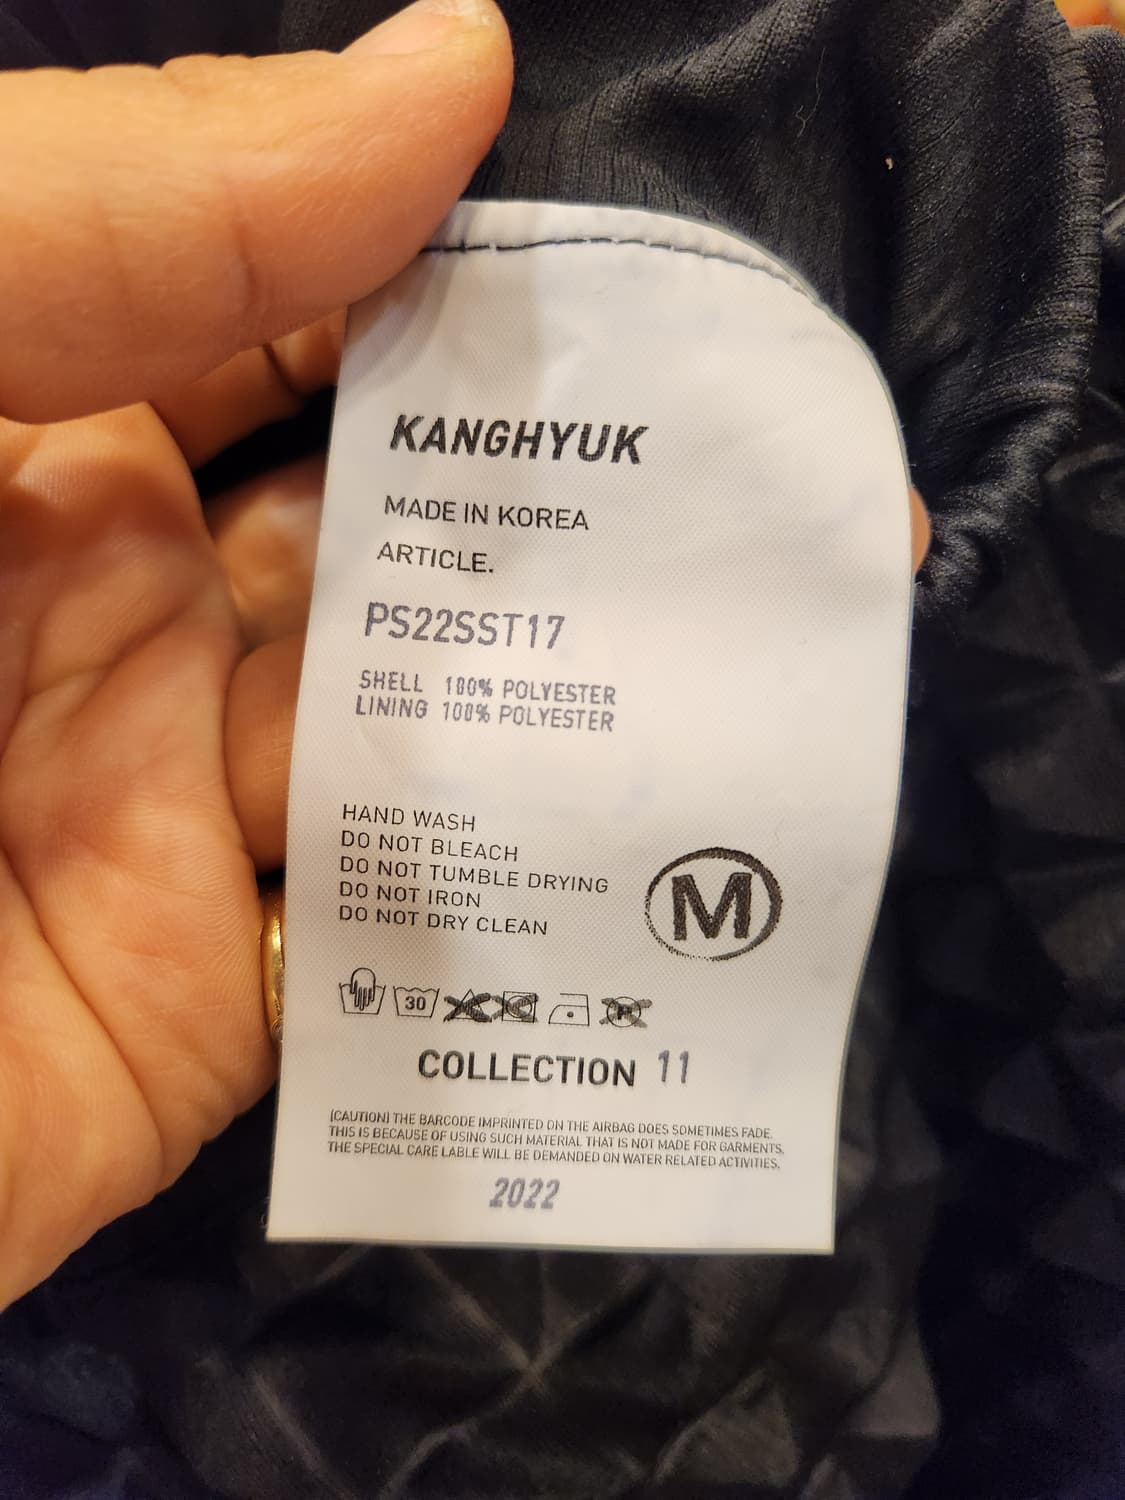 KANGHYUK
MADE IN KOREA
ARTICLE.
PS22SST17
SHELL 100% POLYESTER
LINING 100% POLYESTER
HAND WASH
DO NOT BLEACH
DO NOT TUMBLE DRYING
DO NOT IRON
DO NOT DRY CLEAN
M
30
P
COLLECTION 11
(CAUTION) THE BARCODE IMPRINTED ON THE AIRBAG DOES SOMETIMES FADE.
THIS IS BECAUSE OF USING SUCH MATERIAL THAT IS NOT MADE FOR GARMENTS.
THE SPECIAL CARE LABLE WILL BE DEMANDED ON WATER RELATED ACTIVITIES.
2022